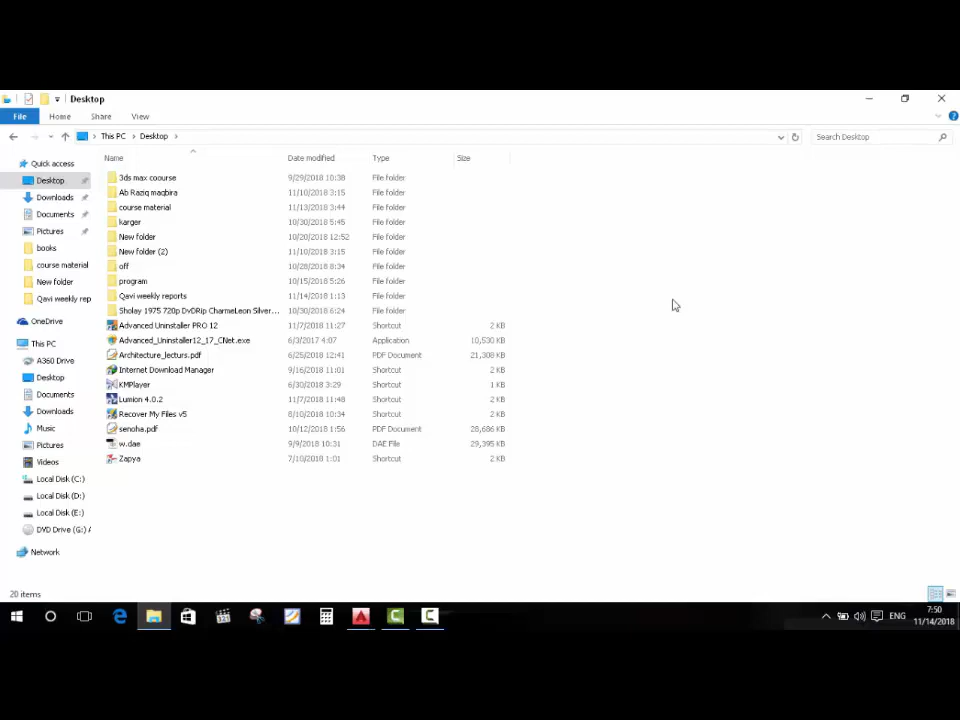 Desktop
File Home Share View
This PC Desktop Search Desktop
Name Date modified Type Size
Quick access
Desktop
Downloads
Documents
Pictures
books
course material
New folder
Qavi weekly rep
OneDrive
This PC
A360 Drive
Desktop
Documents
Downloads
Music
Pictures
Videos
Local Disk (C:)
Local Disk (D:)
Local Disk (E:)
DVD Drive (G:) A
Network
3ds max coourse 9/29/2018 10:38 File folder
Ab Raziq maqbira 11/10/2018 3:15 File folder
course material 11/13/2018 3:44 File folder
karger 10/30/2018 5:45 File folder
New folder 10/20/2018 12:52 File folder
New folder (2) 11/10/2018 3:15 File folder
off 10/28/2018 8:34 File folder
program 10/15/2018 5:26 File folder
Qavi weekly reports 11/14/2018 1:13 File folder
Sholay 1975 720p DvDRip CharmeLeon Silver... 10/30/2018 6:24 File folder
Advanced Uninstaller PRO 12 11/7/2018 11:27 Shortcut 2 KB
Advanced_Uninstaller12_17_CNet.exe 6/3/2017 4:07 Application 10,530 KB
Architecture_lecturs.pdf 6/25/2018 12:41 PDF Document 21,308 KB
Internet Download Manager 9/16/2018 11:01 Shortcut 2 KB
KMPlayer 6/30/2018 3:29 Shortcut 1 KB
Lumion 4.0.2 11/7/2018 11:48 Shortcut 2 KB
Recover My Files v5 8/10/2018 10:34 Shortcut 2 KB
senoha.pdf 10/12/2018 1:56 PDF Document 28,686 KB
w.dae 9/9/2018 10:31 DAE File 29,395 KB
Zapya 7/10/2018 1:01 Shortcut 2 KB
20 items
ENG
7:50
11/14/2018